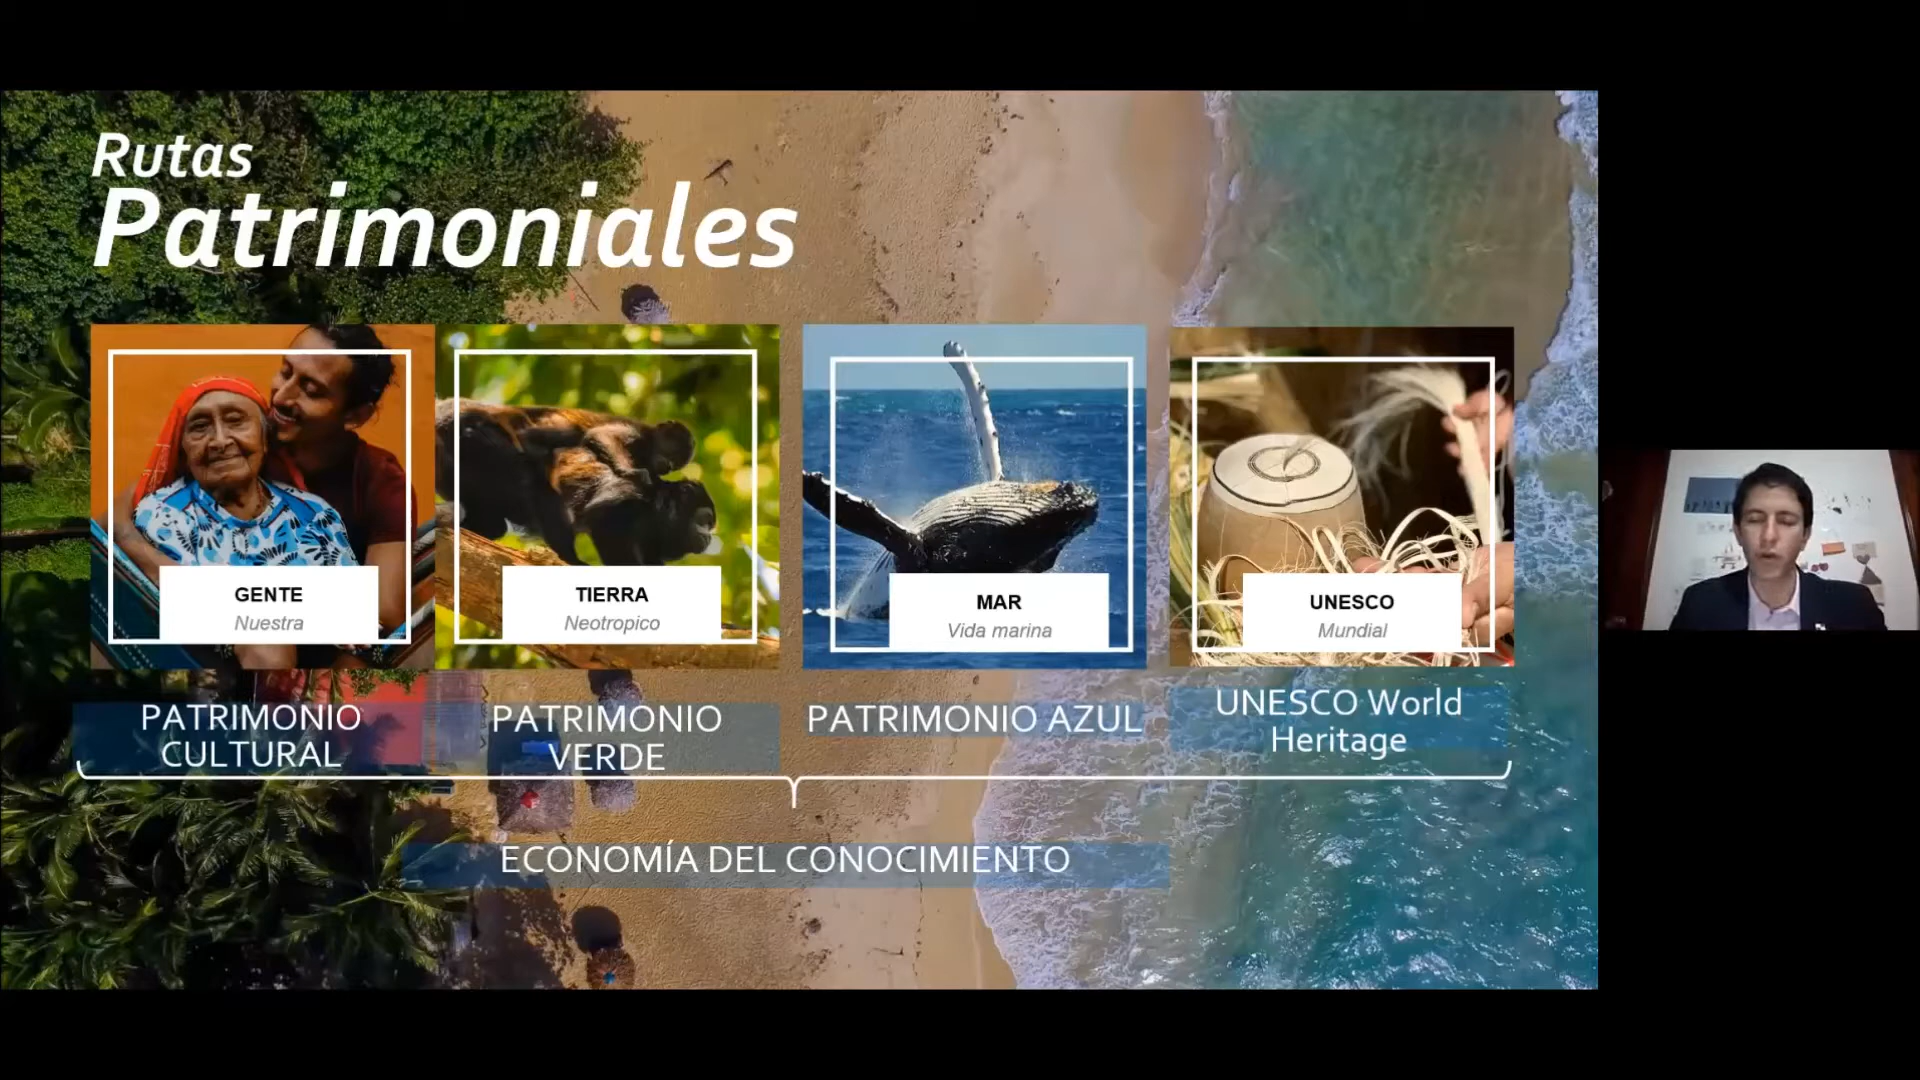 Rutas
Patrimoniales
GENTE
Nuestra
TIERRA
Neotropico
MAR
Vida marina
UNESCO
Mundial
PATRIMONIO
CULTURAL
PATRIMONIO
VERDE
PATRIMONIO AZUL
UNESCO World
Heritage
ECONOMÍA DEL CONOCIMIENTO